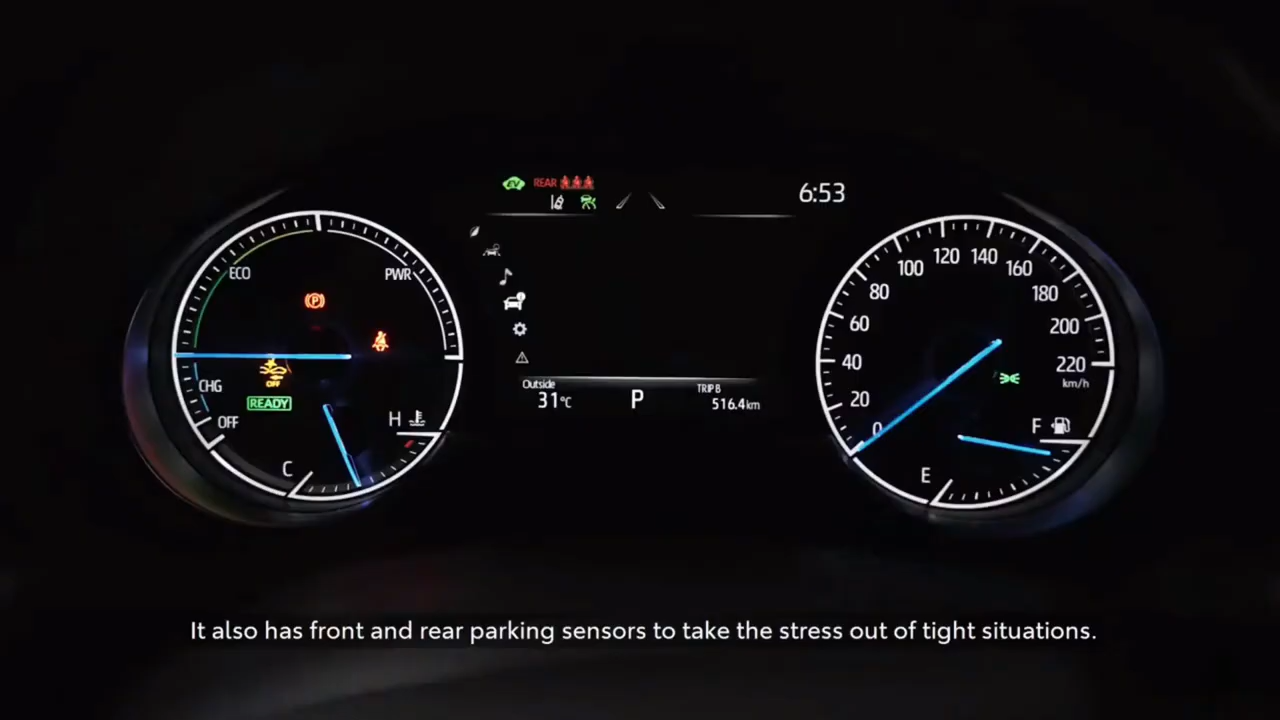 EV REAR
6:53
ECO PWR
100 120 140 160
80 180
60 200
40 220
km/h
20
0
CHG OFF
READY
OFF
H
C
Outside
31°C
P
TRIP B
516.4km
F
E
It also has front and rear parking sensors to take the stress out of tight situations.